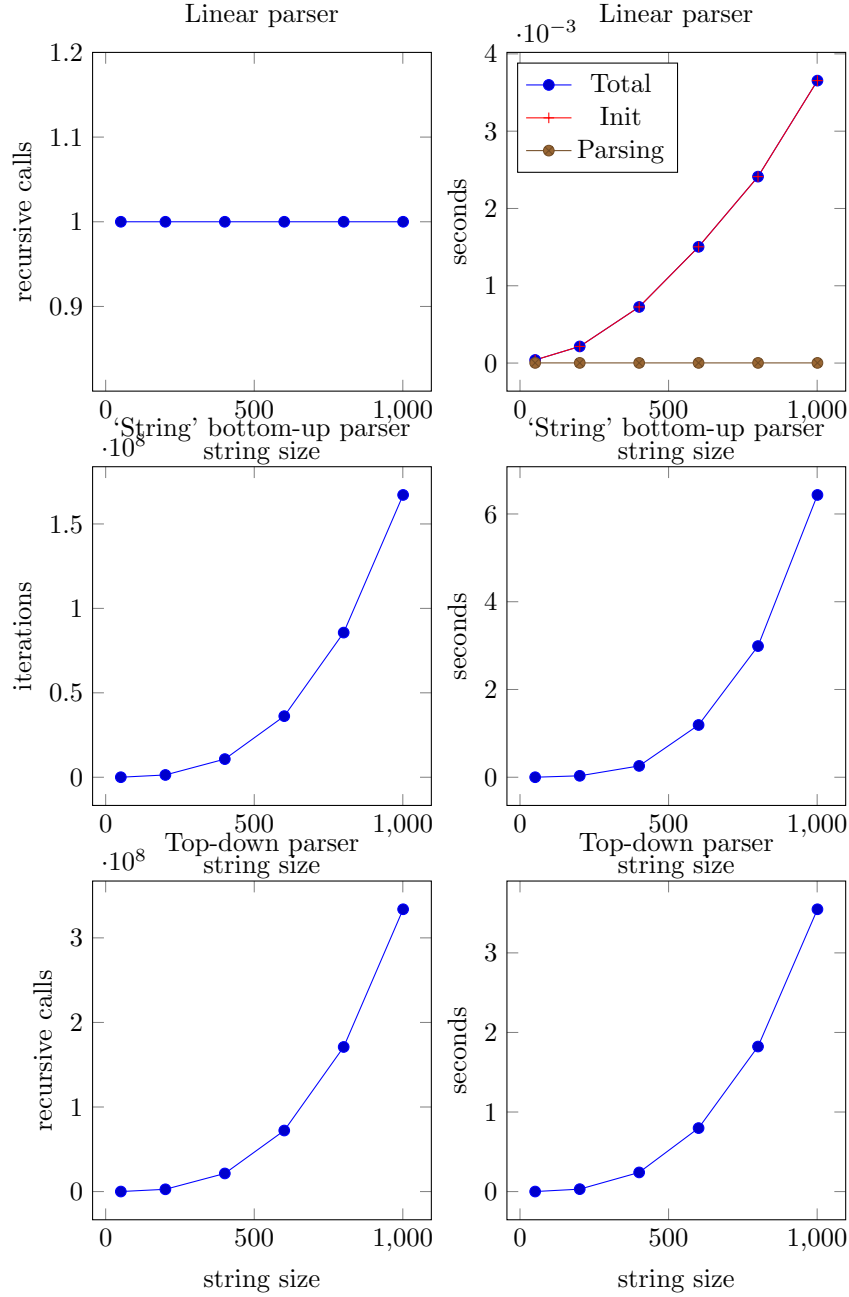 Linear parser
1.2
1.1
1
0.9
0
500
1,000
recursive calls
string size
Linear parser
·10−3
4
3
2
1
0
0
500
1,000
seconds
string size
Total
Init
Parsing
‘String’ bottom-up parser
·108
1.5
1
0.5
0
0
500
1,000
iterations
string size
‘String’ bottom-up parser
6
4
2
0
0
500
1,000
seconds
string size
Top-down parser
·108
3
2
1
0
0
500
1,000
recursive calls
string size
Top-down parser
3
2
1
0
0
500
1,000
seconds
string size